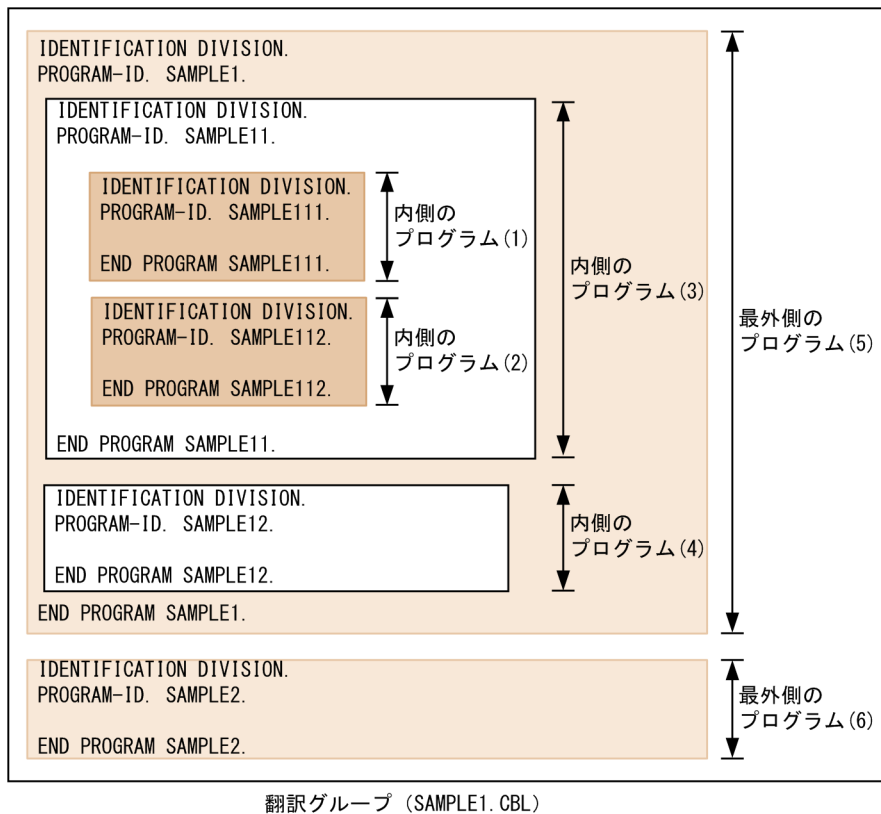 IDENTIFICATION DIVISION.
PROGRAM-ID. SAMPLE1.
IDENTIFICATION DIVISION.
PROGRAM-ID. SAMPLE11.
IDENTIFICATION DIVISION.
PROGRAM-ID. SAMPLE111.
END PROGRAM SAMPLE111.
内側の
プログラム(1)
IDENTIFICATION DIVISION.
PROGRAM-ID. SAMPLE112.
END PROGRAM SAMPLE112.
内側の
プログラム(2)
END PROGRAM SAMPLE11.
内側の
プログラム(3)
IDENTIFICATION DIVISION.
PROGRAM-ID. SAMPLE12.
END PROGRAM SAMPLE12.
内側の
プログラム(4)
END PROGRAM SAMPLE1.
最外側の
プログラム(5)
IDENTIFICATION DIVISION.
PROGRAM-ID. SAMPLE2.
END PROGRAM SAMPLE2.
最外側の
プログラム(6)
翻訳グループ (SAMPLE1.CBL)